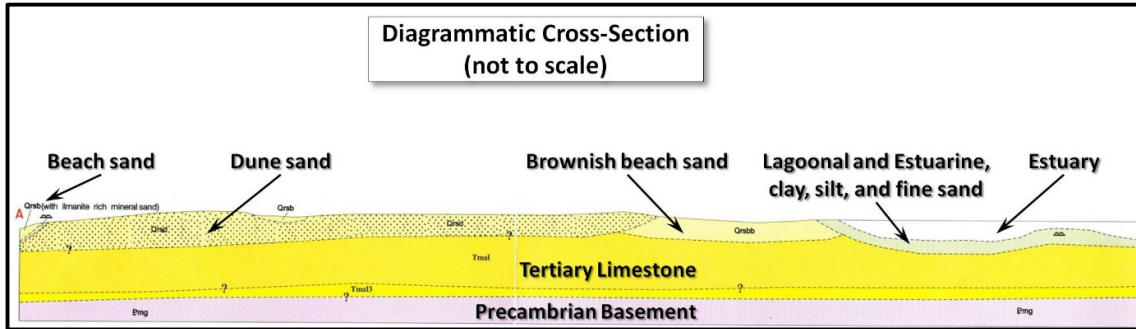 Diagrammatic Cross-Section
(not to scale)
Beach sand
Dune sand
Brownish beach sand
Lagoonal and Estuarine,
clay, silt, and fine sand
Estuary
A
Qrsb (with ilmanite rich mineral sand)
Qrsb
Qrsd
Qrsd
Qrsbb
?
?
Tmsl
Tertiary Limestone
?
Tmsl3
?
?
Pmg
Precambrian Basement
Pmg